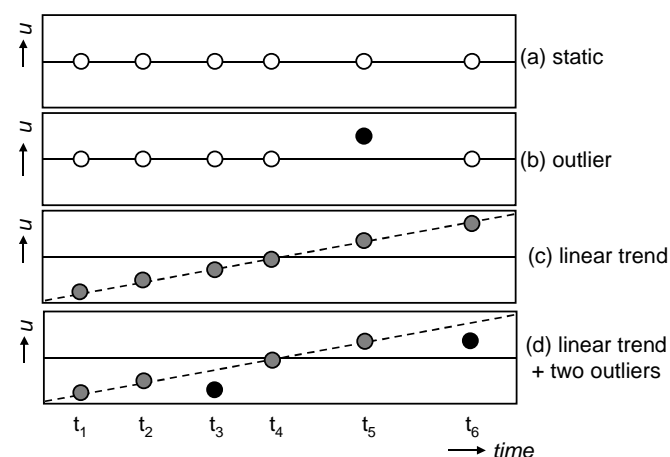 u
(a) static
u
(b) outlier
u
(c) linear trend
u
(d) linear trend
+ two outliers
t1 t2 t3 t4 t5 t6
time